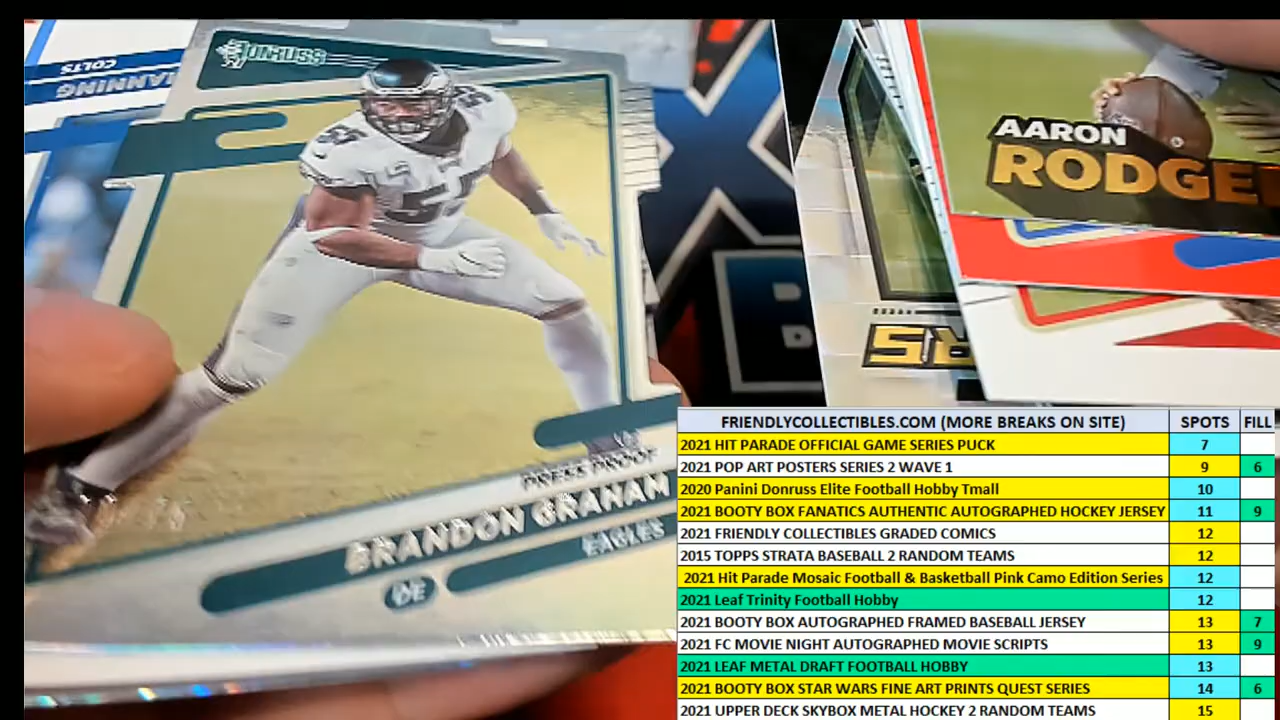 DONRUSS
MANNING
COLTS
55
PRESS PROOF
BRANDON GRAHAM
EAGLES
DE
AARON
RODGE
RS
FRIENDLYCOLLECTIBLES.COM (MORE BREAKS ON SITE) SPOTS FILL
2021 HIT PARADE OFFICIAL GAME SERIES PUCK 7
2021 POP ART POSTERS SERIES 2 WAVE 1 9 6
2020 Panini Donruss Elite Football Hobby Tmall 10
2021 BOOTY BOX FANATICS AUTHENTIC AUTOGRAPHED HOCKEY JERSEY 11 9
2021 FRIENDLY COLLECTIBLES GRADED COMICS 12
2015 TOPPS STRATA BASEBALL 2 RANDOM TEAMS 12
2021 Hit Parade Mosaic Football & Basketball Pink Camo Edition Series 12
2021 Leaf Trinity Football Hobby 12
2021 BOOTY BOX AUTOGRAPHED FRAMED BASEBALL JERSEY 13 7
2021 FC MOVIE NIGHT AUTOGRAPHED MOVIE SCRIPTS 13 9
2021 LEAF METAL DRAFT FOOTBALL HOBBY 13
2021 BOOTY BOX STAR WARS FINE ART PRINTS QUEST SERIES 14 6
2021 UPPER DECK SKYBOX METAL HOCKEY 2 RANDOM TEAMS 15